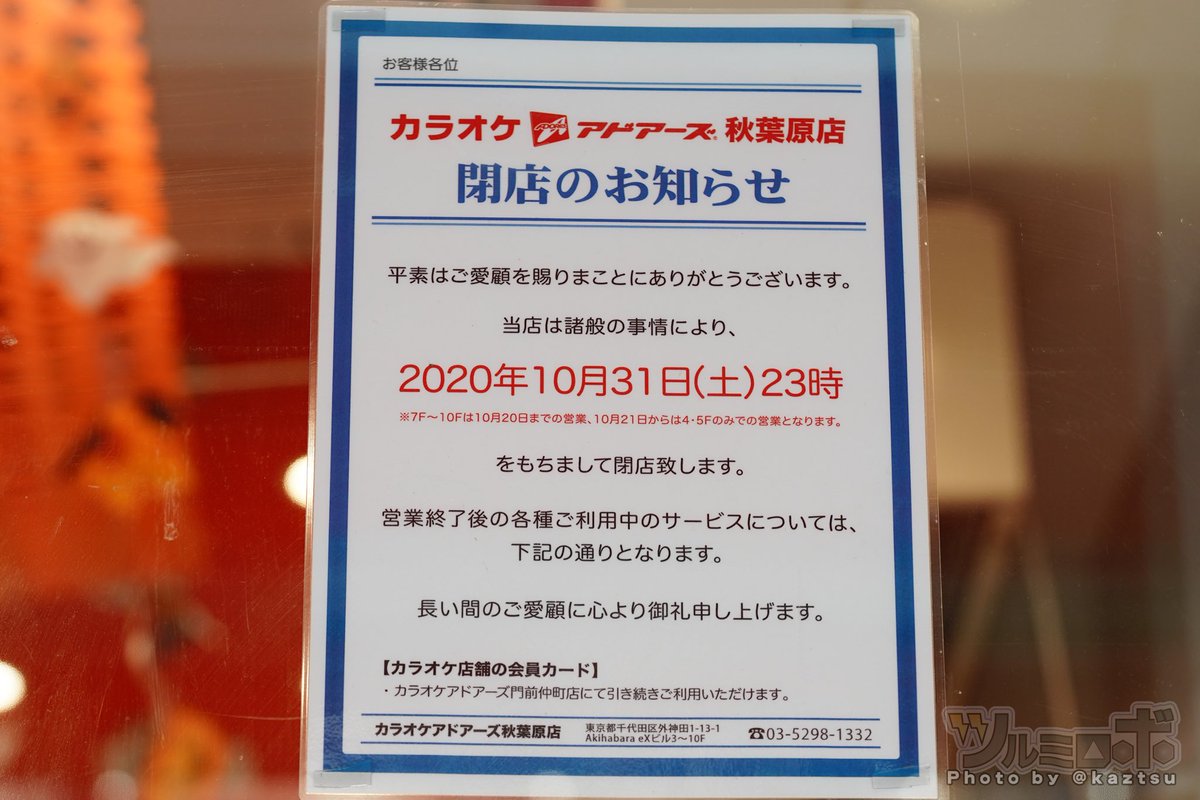 お客様各位
カラオケ ADORS アドアーズ 秋葉原店
閉店のお知らせ
平素はご愛顧を賜りまことにありがとうございます。
当店は諸般の事情により、
2020年10月31日(土)23時
※7F〜10Fは10月20日までの営業、10月21日からは4・5Fのみでの営業となります。
をもちまして閉店致します。
営業終了後の各種ご利用中のサービスについては、
下記の通りとなります。
長い間のご愛顧に心より御礼申し上げます。
【カラオケ店舗の会員カード】
・カラオケアドアーズ門前仲町店にて引き続きご利用いただけます。
カラオケアドアーズ秋葉原店
東京都千代田区外神田1-13-1
Akihabara eXビル3〜10F
☎03-5298-1332
ツルミロボ
Photo by @kaztsu